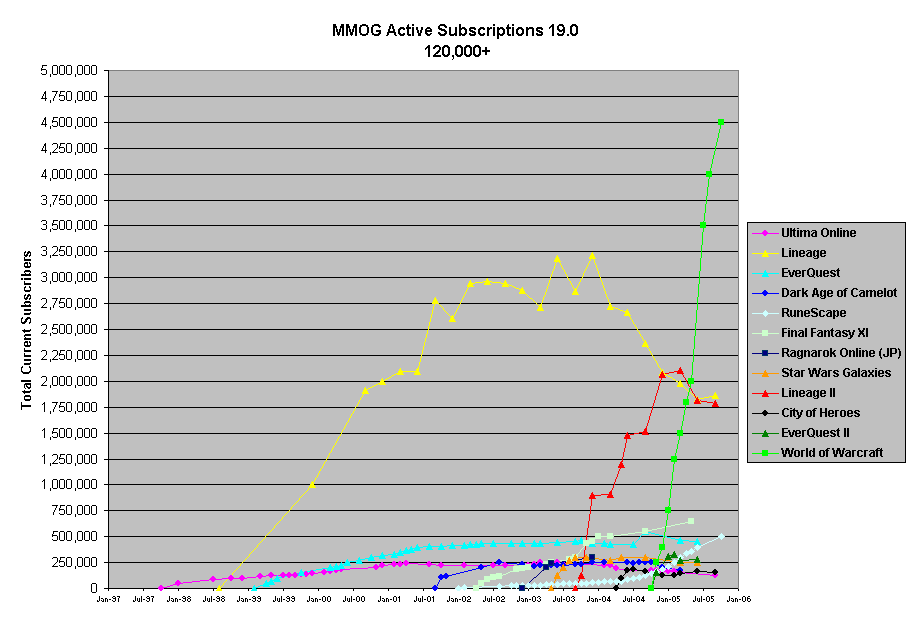 MMOG Active Subscriptions 19.0
120,000+
Total Current Subscribers
5,000,000
4,750,000
4,500,000
4,250,000
4,000,000
3,750,000
3,500,000
3,250,000
3,000,000
2,750,000
2,500,000
2,250,000
2,000,000
1,750,000
1,500,000
1,250,000
1,000,000
750,000
500,000
250,000
0
Jan-97 Jul-97 Jan-98 Jul-98 Jan-99 Jul-99 Jan-00 Jul-00 Jan-01 Jul-01 Jan-02 Jul-02 Jan-03 Jul-03 Jan-04 Jul-04 Jan-05 Jul-05 Jan-06
Ultima Online
Lineage
EverQuest
Dark Age of Camelot
RuneScape
Final Fantasy XI
Ragnarok Online (JP)
Star Wars Galaxies
Lineage II
City of Heroes
EverQuest II
World of Warcraft